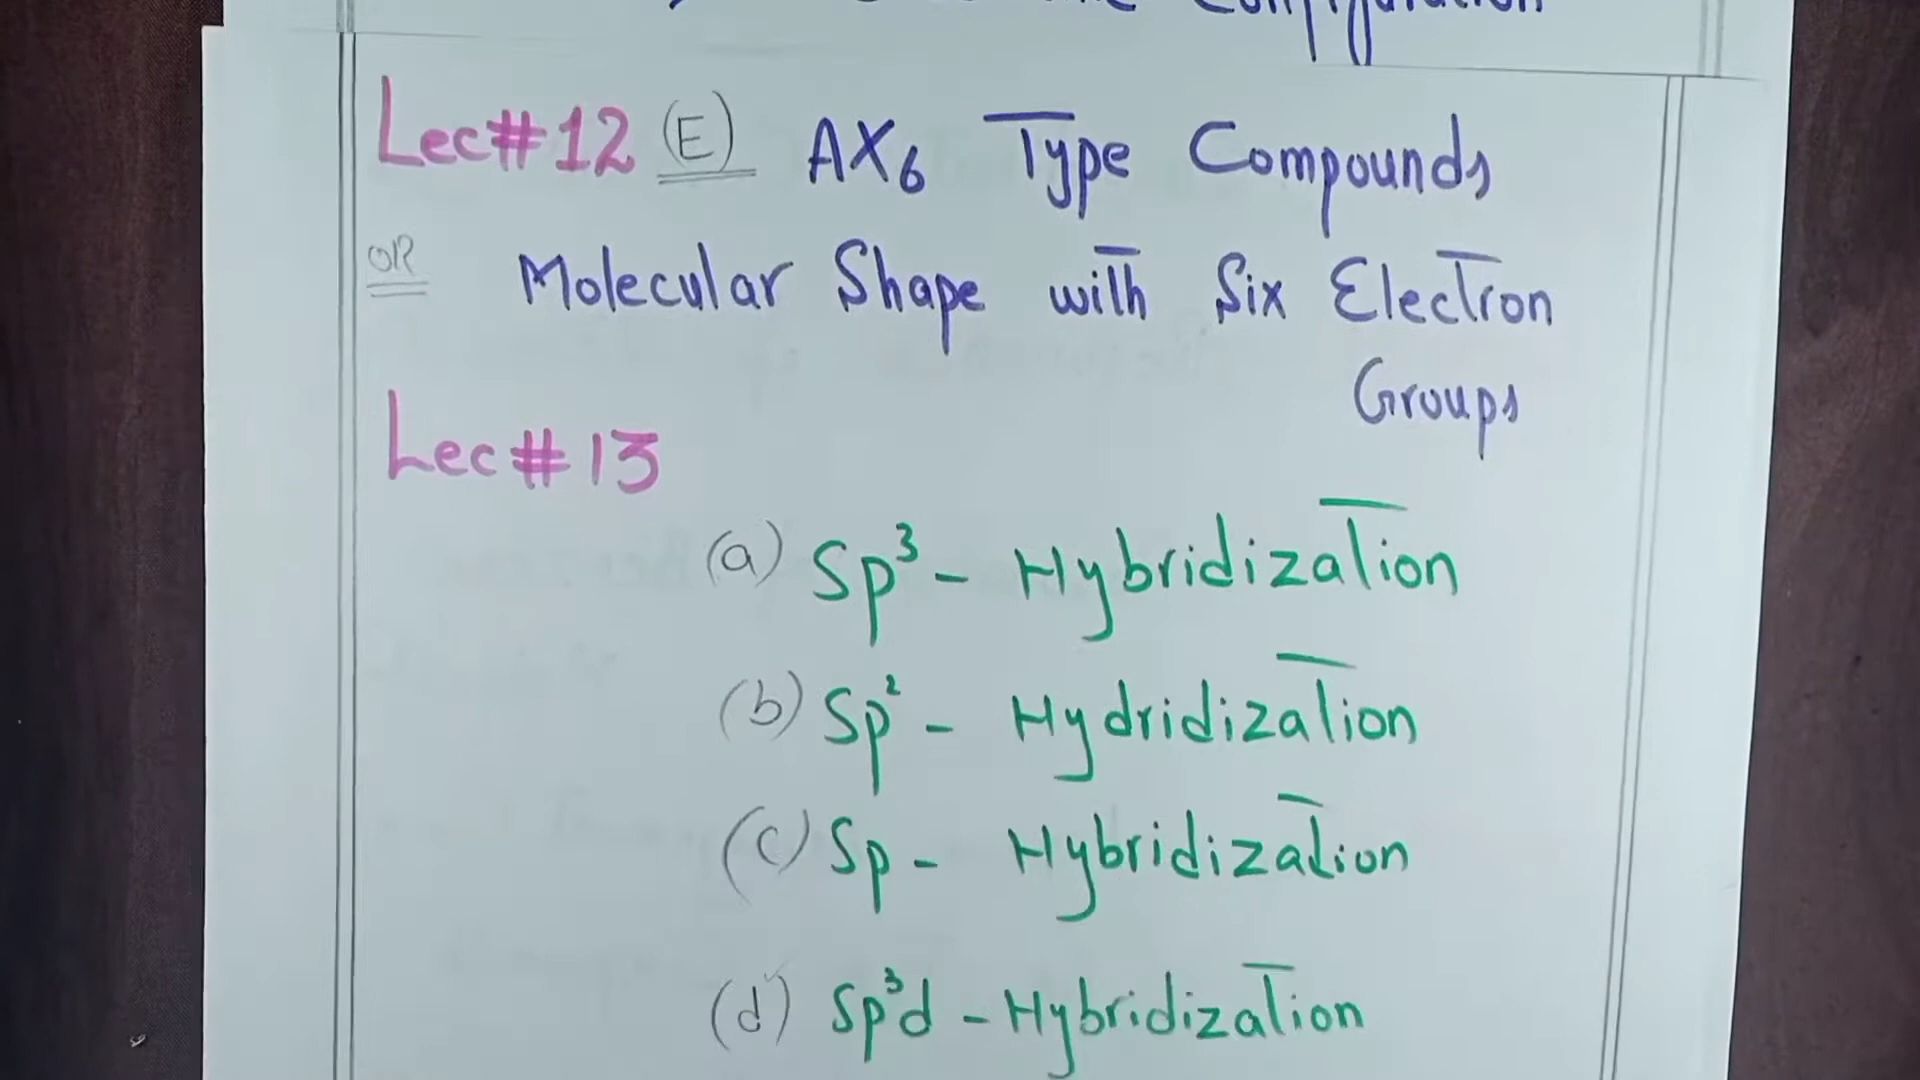 Configuration
Lec#12 (E) AX₆ Type Compounds
OR Molecular Shape with Six Electron
Groups
Lec#13
(a) Sp³ - Hybridization
(b) Sp² - Hydridization
(c) Sp - Hybridization
(d) Sp³d - Hybridization